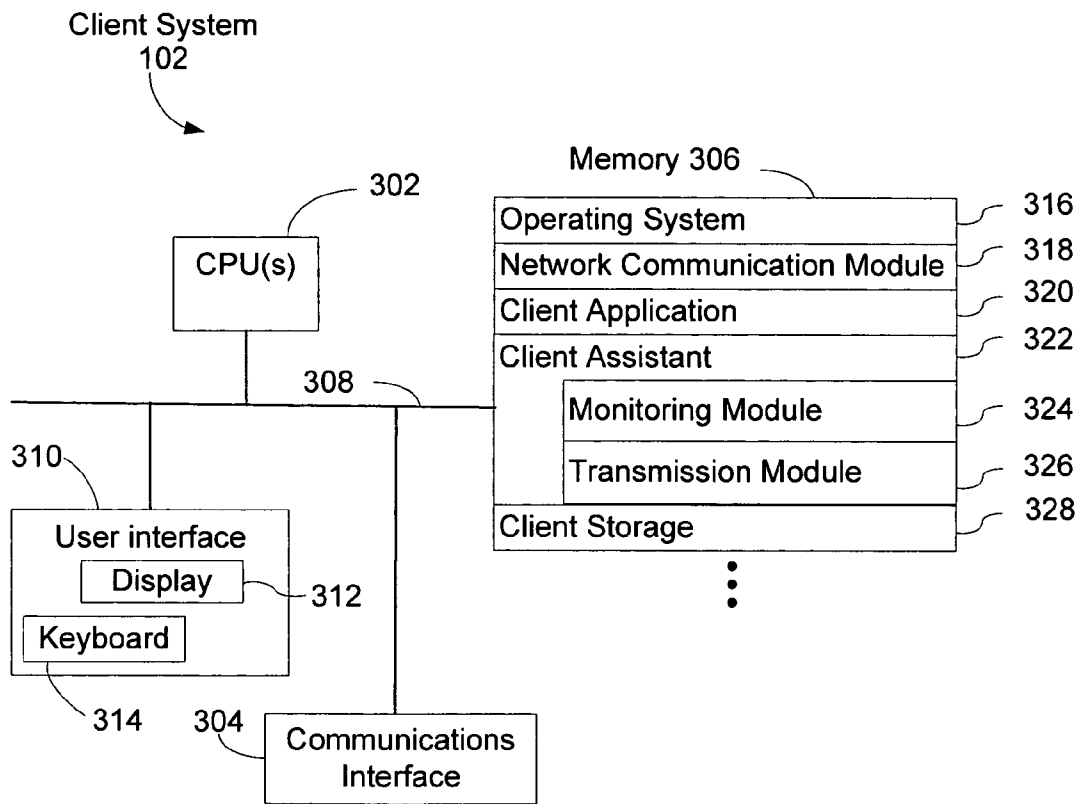 Client System
102
Memory 306
302
CPU(s)
Operating System
316
Network Communication Module
318
Client Application
320
Client Assistant
322
308
Monitoring Module
324
Transmission Module
326
Client Storage
328
310
User interface
Display
312
Keyboard
314
304
Communications
Interface